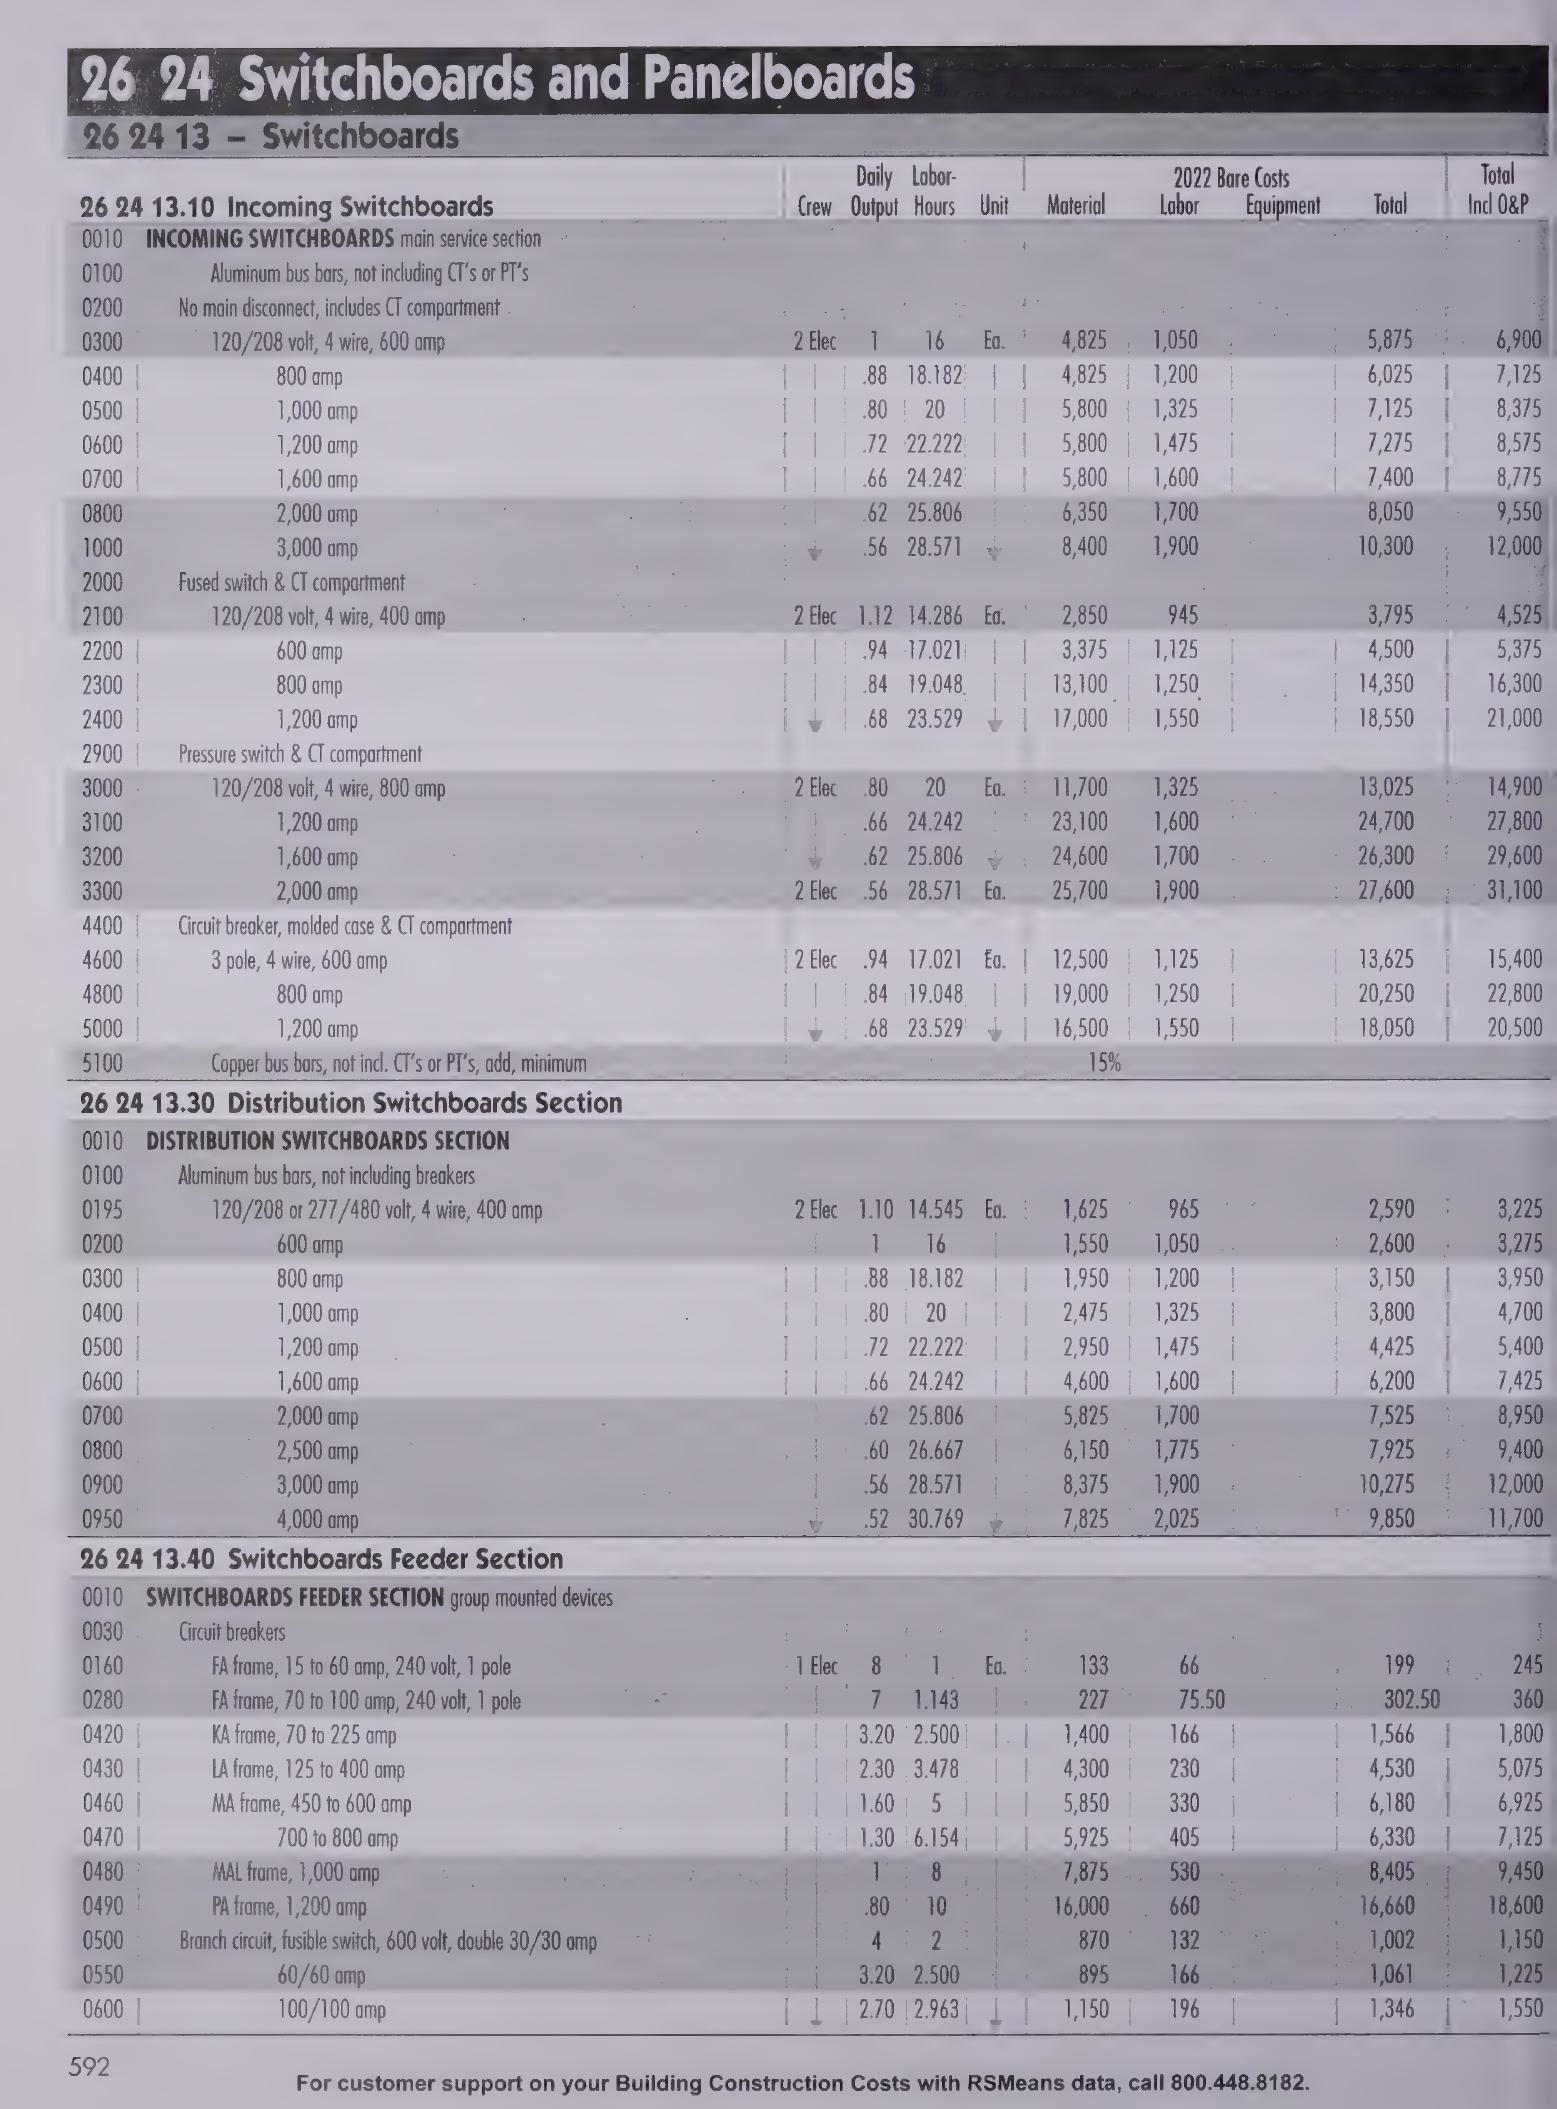 26 24 Switchboards and Panelboards
26 24 13 – Switchboards
26 24 13.10 Incoming Switchboards Crew Daily Output Labor-Hours Unit Material 2022 Bare Costs Labor Equipment Total Total Incl O&P
0010 INCOMING SWITCHBOARDS main service section
0100 Aluminum bus bars, not including CT's or PT's
0200 No main disconnect, includes CT compartment
0300 120/208 volt, 4 wire, 600 amp 2 Elec 1 16 Ea. 4,825 1,050 5,875 6,900
0400 800 amp .88 18.182 4,825 1,200 6,025 7,125
0500 1,000 amp .80 20 5,800 1,325 7,125 8,375
0600 1,200 amp .72 22.222 5,800 1,475 7,275 8,575
0700 1,600 amp .66 24.242 5,800 1,600 7,400 8,775
0800 2,000 amp .62 25.806 6,350 1,700 8,050 9,550
1000 3,000 amp .56 28.571 8,400 1,900 10,300 12,000
2000 Fused switch & CT compartment
2100 120/208 volt, 4 wire, 400 amp 2 Elec 1.12 14.286 Ea. 2,850 945 3,795 4,525
2200 600 amp .94 17.021 3,375 1,125 4,500 5,375
2300 800 amp .84 19.048 13,100 1,250 14,350 16,300
2400 1,200 amp .68 23.529 17,000 1,550 18,550 21,000
2900 Pressure switch & CT compartment
3000 120/208 volt, 4 wire, 800 amp 2 Elec .80 20 Ea. 11,700 1,325 13,025 14,900
3100 1,200 amp .66 24.242 23,100 1,600 24,700 27,800
3200 1,600 amp .62 25.806 24,600 1,700 26,300 29,600
3300 2,000 amp 2 Elec .56 28.571 Ea. 25,700 1,900 27,600 31,100
4400 Circuit breaker, molded case & CT compartment
4600 3 pole, 4 wire, 600 amp 2 Elec .94 17.021 Ea. 12,500 1,125 13,625 15,400
4800 800 amp .84 19.048 19,000 1,250 20,250 22,800
5000 1,200 amp .68 23.529 16,500 1,550 18,050 20,500
5100 Copper bus bars, not incl. CT's or PT's, add, minimum 15%
26 24 13.30 Distribution Switchboards Section
0010 DISTRIBUTION SWITCHBOARDS SECTION
0100 Aluminum bus bars, not including breakers
0195 120/208 or 277/480 volt, 4 wire, 400 amp 2 Elec 1.10 14.545 Ea. 1,625 965 2,590 3,225
0200 600 amp 1 16 1,550 1,050 2,600 3,275
0300 800 amp .88 18.182 1,950 1,200 3,150 3,950
0400 1,000 amp .80 20 2,475 1,325 3,800 4,700
0500 1,200 amp .72 22.222 2,950 1,475 4,425 5,400
0600 1,600 amp .66 24.242 4,600 1,600 6,200 7,425
0700 2,000 amp .62 25.806 5,825 1,700 7,525 8,950
0800 2,500 amp .60 26.667 6,150 1,775 7,925 9,400
0900 3,000 amp .56 28.571 8,375 1,900 10,275 12,000
0950 4,000 amp .52 30.769 7,825 2,025 9,850 11,700
26 24 13.40 Switchboards Feeder Section
0010 SWITCHBOARDS FEEDER SECTION group mounted devices
0030 Circuit breakers
0160 FA frame, 15 to 60 amp, 240 volt, 1 pole 1 Elec 8 1 Ea. 133 66 199 245
0280 FA frame, 70 to 100 amp, 240 volt, 1 pole 7 1.143 227 75.50 302.50 360
0420 KA frame, 70 to 225 amp 3.20 2.500 1,400 166 1,566 1,800
0430 LA frame, 125 to 400 amp 2.30 3.478 4,300 230 4,530 5,075
0460 MA frame, 450 to 600 amp 1.60 5 5,850 330 6,180 6,925
0470 700 to 800 amp 1.30 6.154 5,925 405 6,330 7,125
0480 MAL frame, 1,000 amp 1 8 7,875 530 8,405 9,450
0490 PA frame, 1,200 amp .80 10 16,000 660 16,660 18,600
0500 Branch circuit, fusible switch, 600 volt, double 30/30 amp 4 2 870 132 1,002 1,150
0550 60/60 amp 3.20 2.500 895 166 1,061 1,225
0600 100/100 amp 2.70 2.963 1,150 196 1,346 1,550
592
For customer support on your Building Construction Costs with RSMeans data, call 800.448.8182.